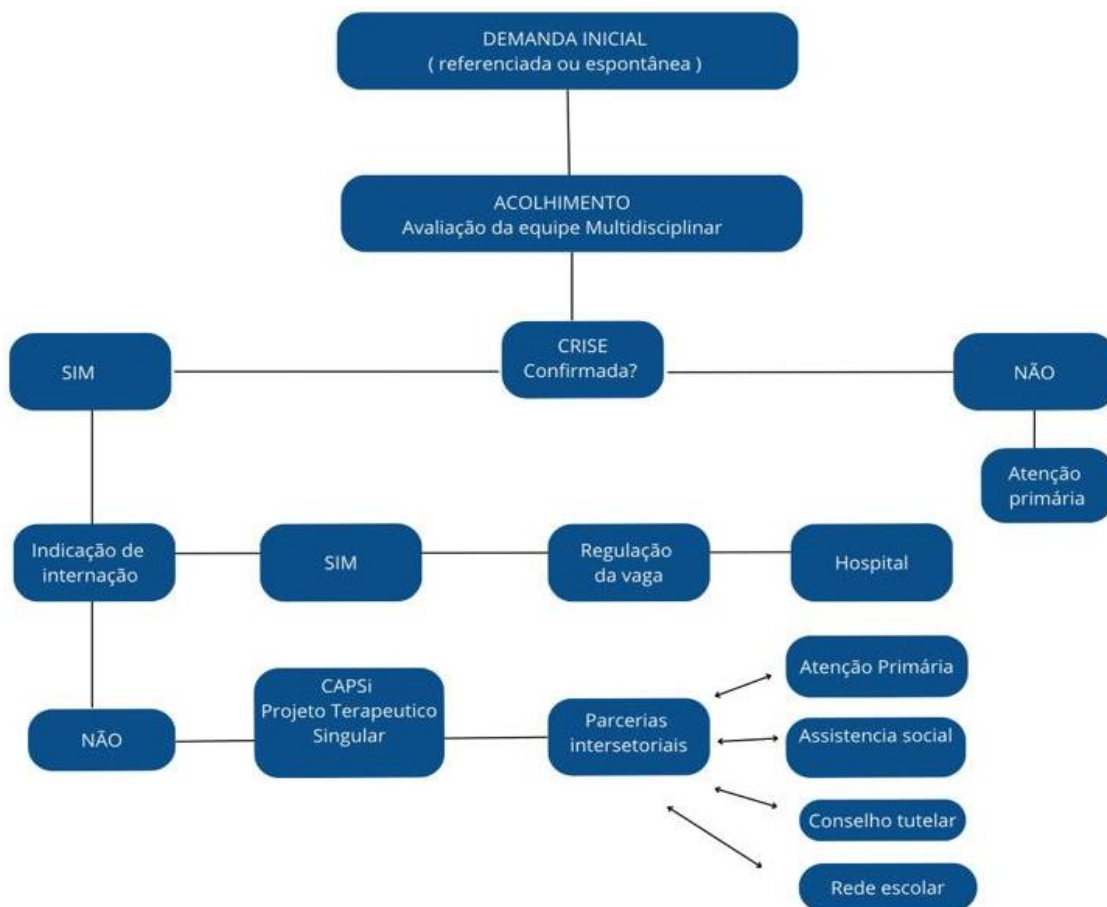 DEMANDA INICIAL
( referenciada ou espontânea )
ACOLHIMENTO
Avaliação da equipe Multidisciplinar
CRISE
Confirmada?
SIM
NÃO
Atenção
primária
Indicação de
internação
SIM
Regulação
da vaga
Hospital
NÃO
CAPSi
Projeto Terapeutico
Singular
Parcerias
intersetoriais
Atenção Primária
Assistencia social
Conselho tutelar
Rede escolar